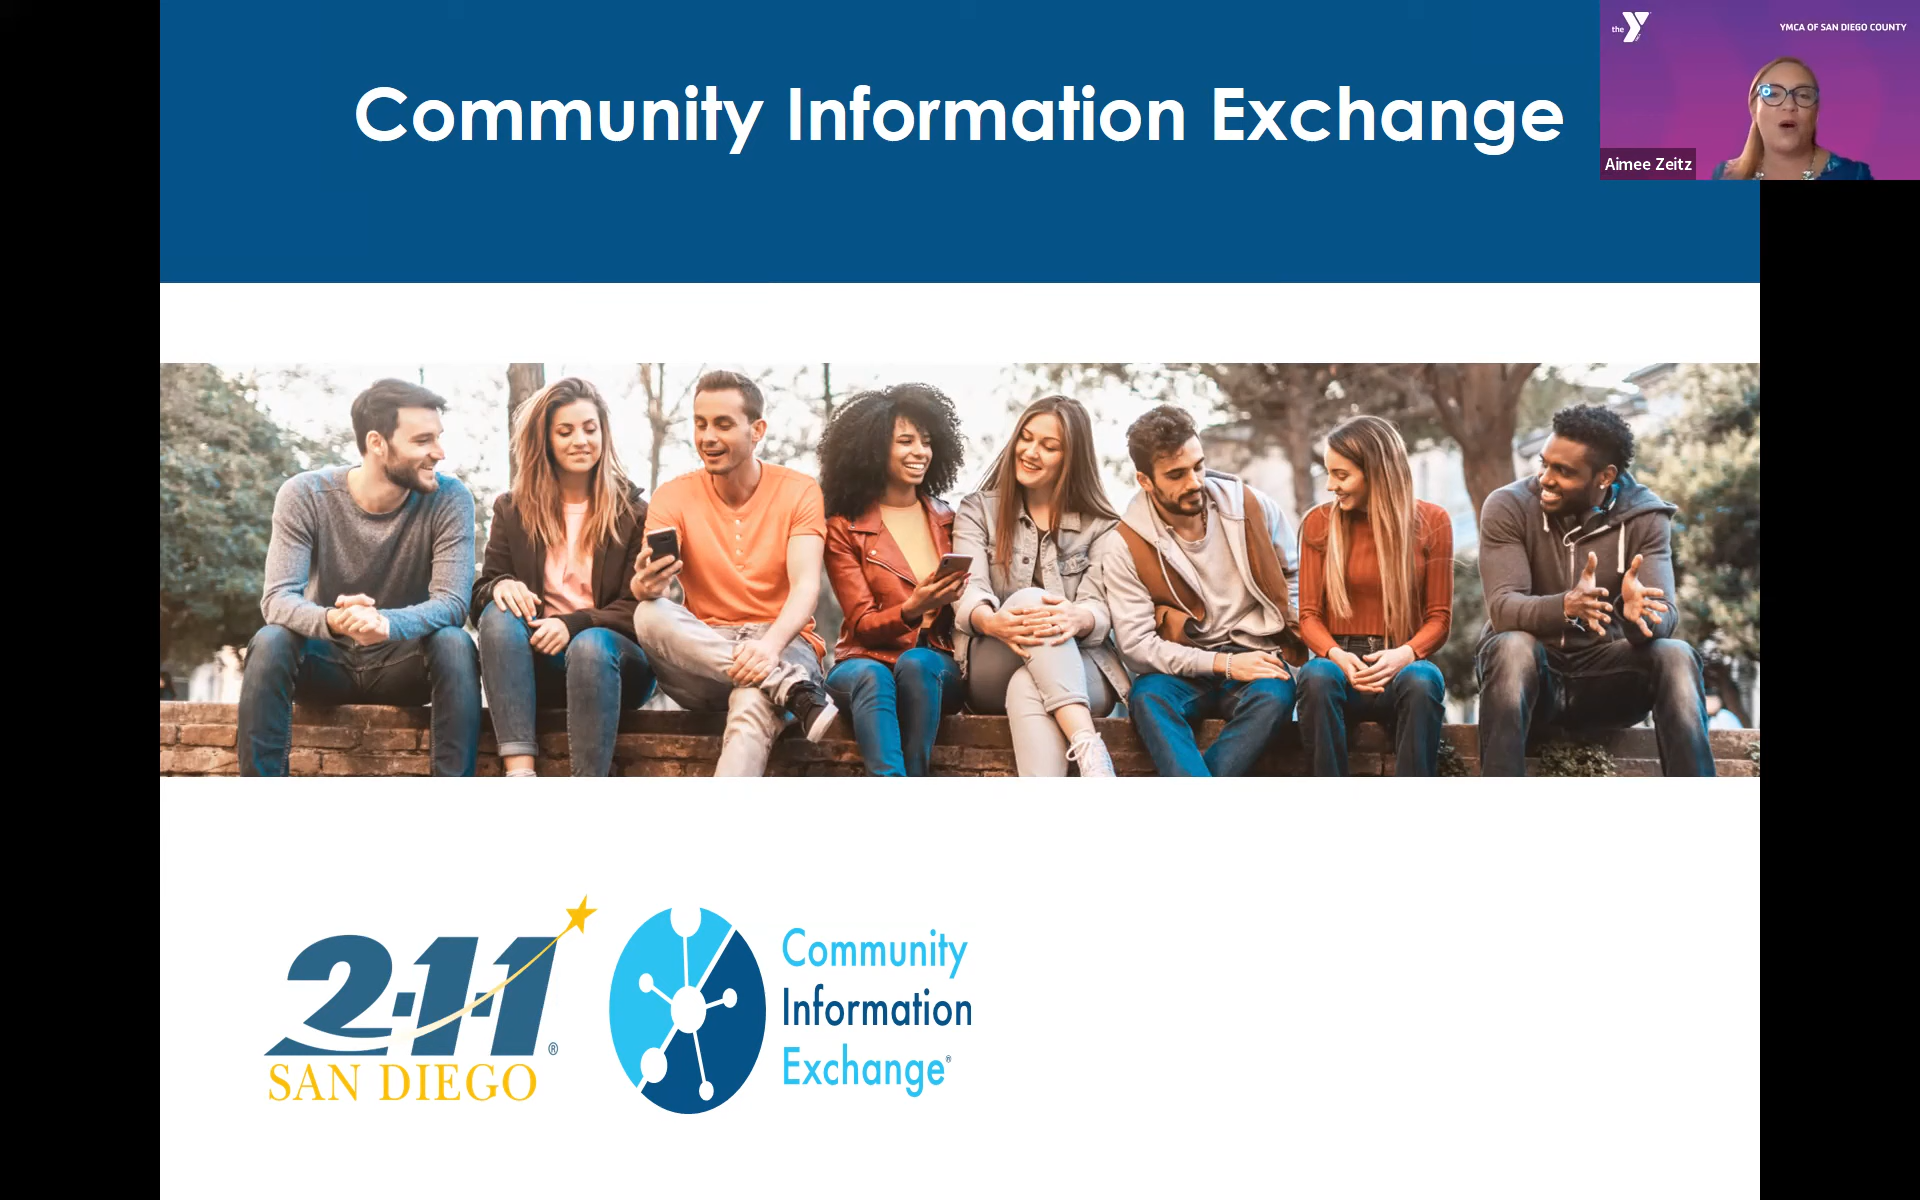 Community Information Exchange
the
YMCA OF SAN DIEGO COUNTY
Aimee Zeitz
2-1-1®
SAN DIEGO
Community
Information
Exchange®